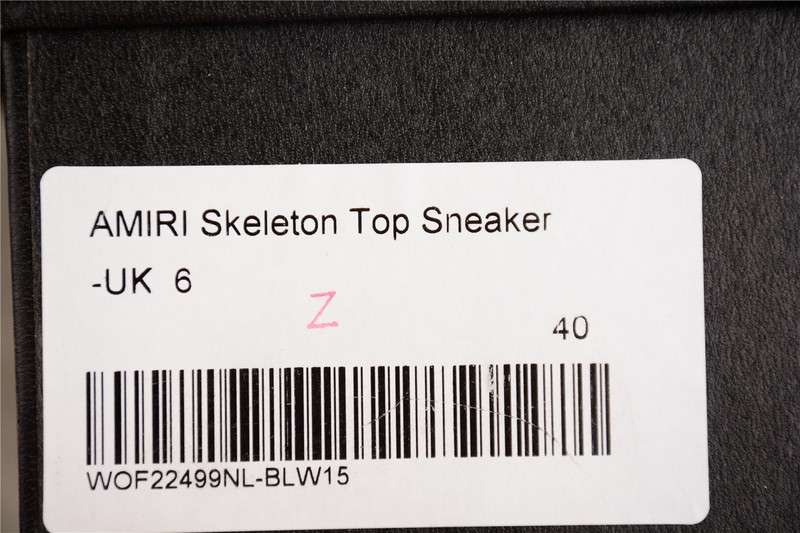 AMIRI Skeleton Top Sneaker
-UK 6
Z
40
WOF22499NL-BLW15